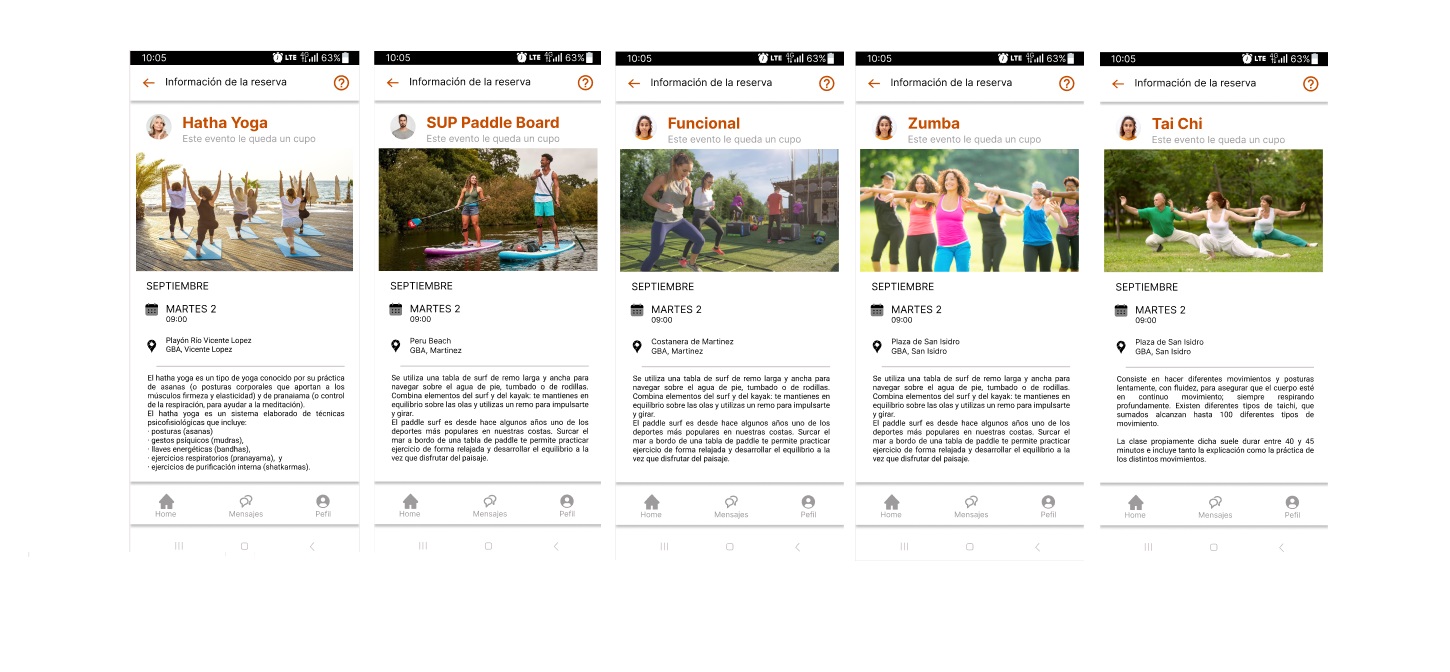 10:05
LTE 4G 63%
Información de la reserva
?
Hatha Yoga
Este evento le queda un cupo
SEPTIEMBRE
MARTES 2
09:00
Playón Río Vicente Lopez
GBA, Vicente Lopez
El hatha yoga es un tipo de yoga conocido por su práctica
de asanas (o posturas corporales que aportan a los
músculos firmeza y elasticidad) y de pranaiama (o control
de la respiración, para ayudar a la meditación).
El hatha yoga es un sistema elaborado de técnicas
psicofisiológicas que incluye:
· posturas (asanas)
· gestos psiquicos (mudras),
· llaves energéticas (bandhas),
· ejercicios respiratorios (pranayama), y
· ejercicios de purificación interna (shatkarmas).
Home
Mensajes
Pefil
10:05
LTE 4G 63%
Información de la reserva
?
SUP Paddle Board
Este evento le queda un cupo
SEPTIEMBRE
MARTES 2
09:00
Peru Beach
GBA, Martinez
Se utiliza una tabla de surf de remo larga y ancha para
navegar sobre el agua de pie, tumbado o de rodillas.
Combina elementos del surf y del kayak: te mantienes en
equilibrio sobre las olas y utilizas un remo para impulsarte
y girar.
El paddle surf es desde hace algunos años uno de los
deportes más populares en nuestras costas. Surcar el
mar a bordo de una tabla de paddle te permite practicar
ejercicio de forma relajada y desarrollar el equilibrio a la
vez que disfrutar del paisaje.
Home
Mensajes
Pefil
10:05
LTE 4G 63%
Información de la reserva
?
Funcional
Este evento le queda un cupo
SEPTIEMBRE
MARTES 2
09:00
Costanera de Martinez
GBA, Martinez
Se utiliza una tabla de surf de remo larga y ancha para
navegar sobre el agua de pie, tumbado o de rodillas.
Combina elementos del surf y del kayak: te mantienes en
equilibrio sobre las olas y utilizas un remo para impulsarte
y girar.
El paddle surf es desde hace algunos años uno de los
deportes más populares en nuestras costas. Surcar el
mar a bordo de una tabla de paddle te permite practicar
ejercicio de forma relajada y desarrollar el equilibrio a la
vez que disfrutar del paisaje.
Home
Mensajes
Pefil
10:05
LTE 4G 63%
Información de la reserva
?
Zumba
Este evento le queda un cupo
SEPTIEMBRE
MARTES 2
09:00
Plaza de San Isidro
GBA, San Isidro
Se utiliza una tabla de surf de remo larga y ancha para
navegar sobre el agua de pie, tumbado o de rodillas.
Combina elementos del surf y del kayak: te mantienes en
equilibrio sobre las olas y utilizas un remo para impulsarte
y girar.
El paddle surf es desde hace algunos años uno de los
deportes más populares en nuestras costas. Surcar el
mar a bordo de una tabla de paddle te permite practicar
ejercicio de forma relajada y desarrollar el equilibrio a la
vez que disfrutar del paisaje.
Home
Mensajes
Pefil
10:05
LTE 4G 63%
Información de la reserva
?
Tai Chi
Este evento le queda un cupo
SEPTIEMBRE
MARTES 2
09:00
Plaza de San Isidro
GBA, San Isidro
Consiste en hacer diferentes movimientos y posturas
lentamente, con fluidez, para asegurar que el cuerpo esté
en continuo movimiento; siempre respirando
profundamente. Existen diferentes tipos de taichi, que
sumados alcanzan hasta 100 diferentes tipos de
movimiento.
La clase propiamente dicha suele durar entre 40 y 45
minutos e incluye tanto la explicación como la práctica de
los distintos movimientos.
Home
Mensajes
Pefil